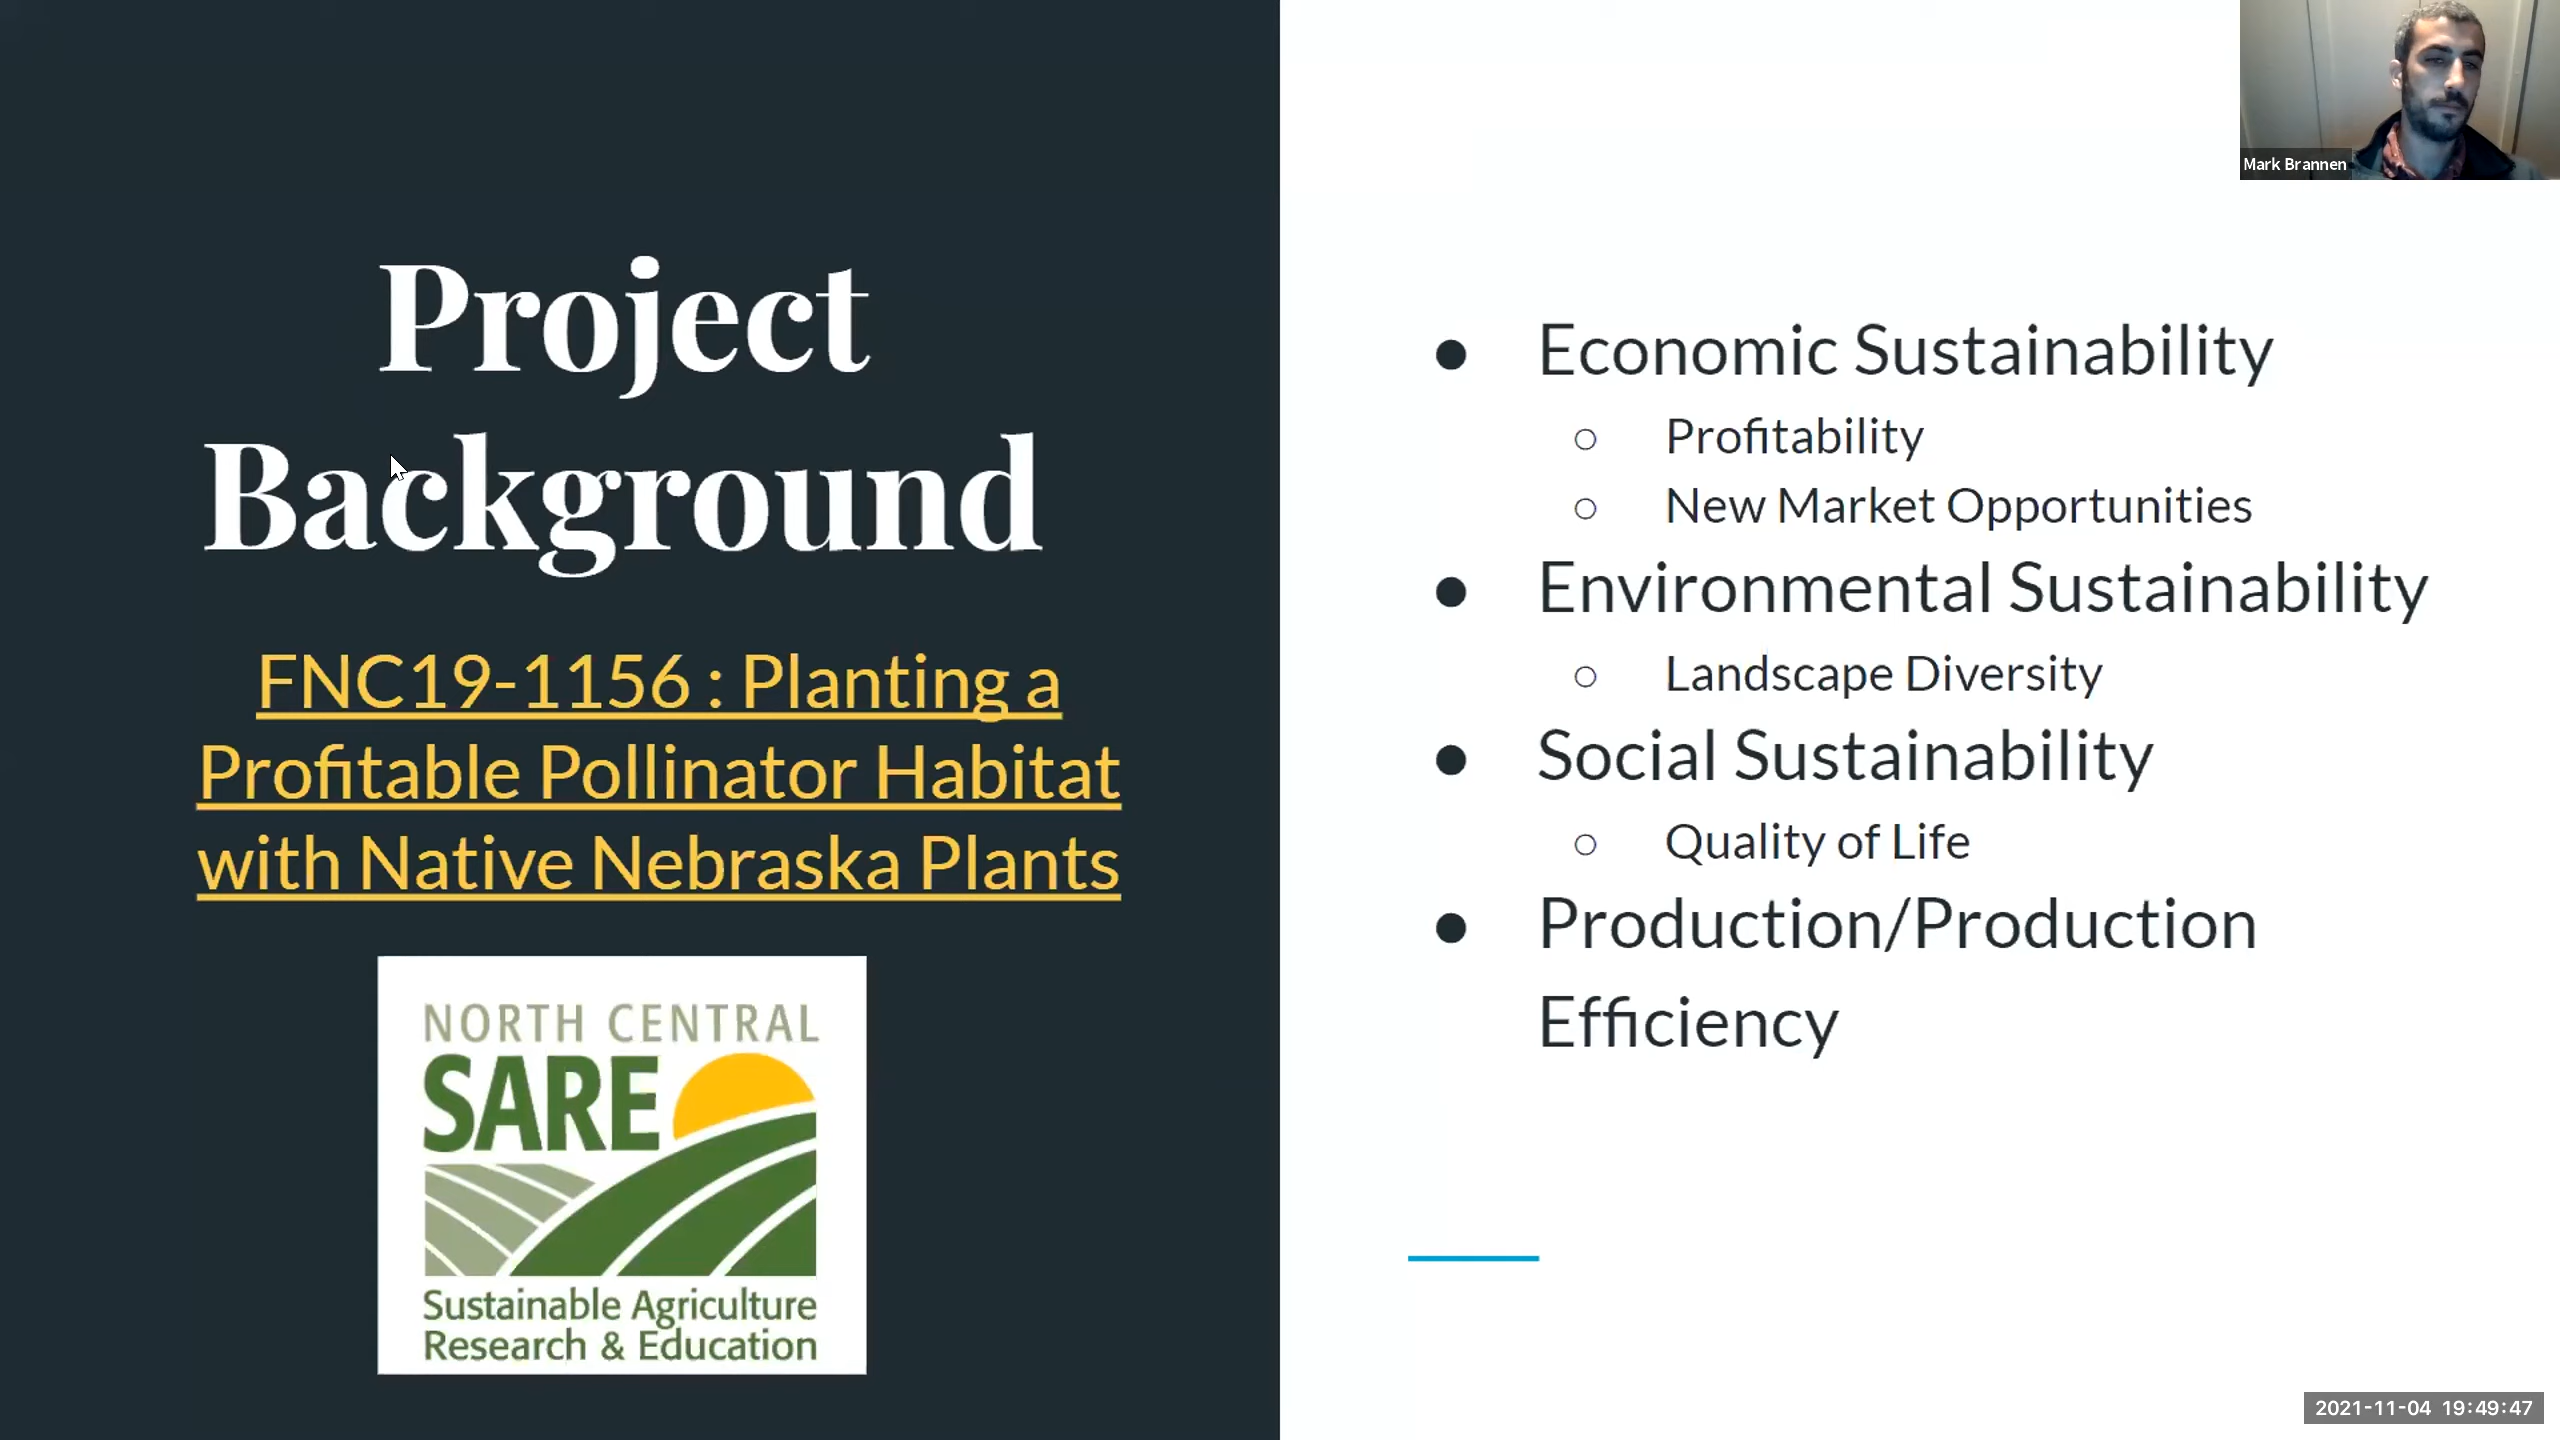 Project
Background
FNC19-1156 : Planting a
Profitable Pollinator Habitat
with Native Nebraska Plants
NORTH CENTRAL
SARE
Sustainable Agriculture
Research & Education
● Economic Sustainability
○ Profitability
○ New Market Opportunities
● Environmental Sustainability
○ Landscape Diversity
● Social Sustainability
○ Quality of Life
● Production/Production
Efficiency
Mark Brannen
2021-11-04 19:49:47